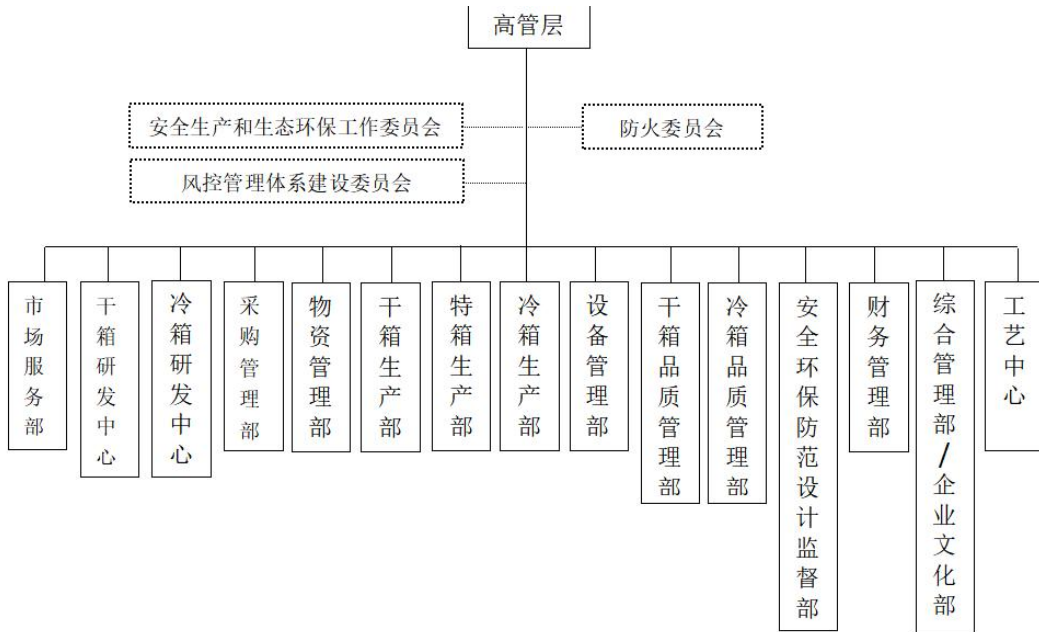 高管层
安全生产和生态环保工作委员会
防火委员会
风控管理体系建设委员会
市场服务部
干箱研发中心
冷箱研发中心
采购管理部
物资管理部
干箱生产部
特箱生产部
冷箱生产部
设备管理部
干箱品质管理部
冷箱品质管理部
安全环保防范设计监督部
财务管理部
综合管理部/企业文化部
工艺中心